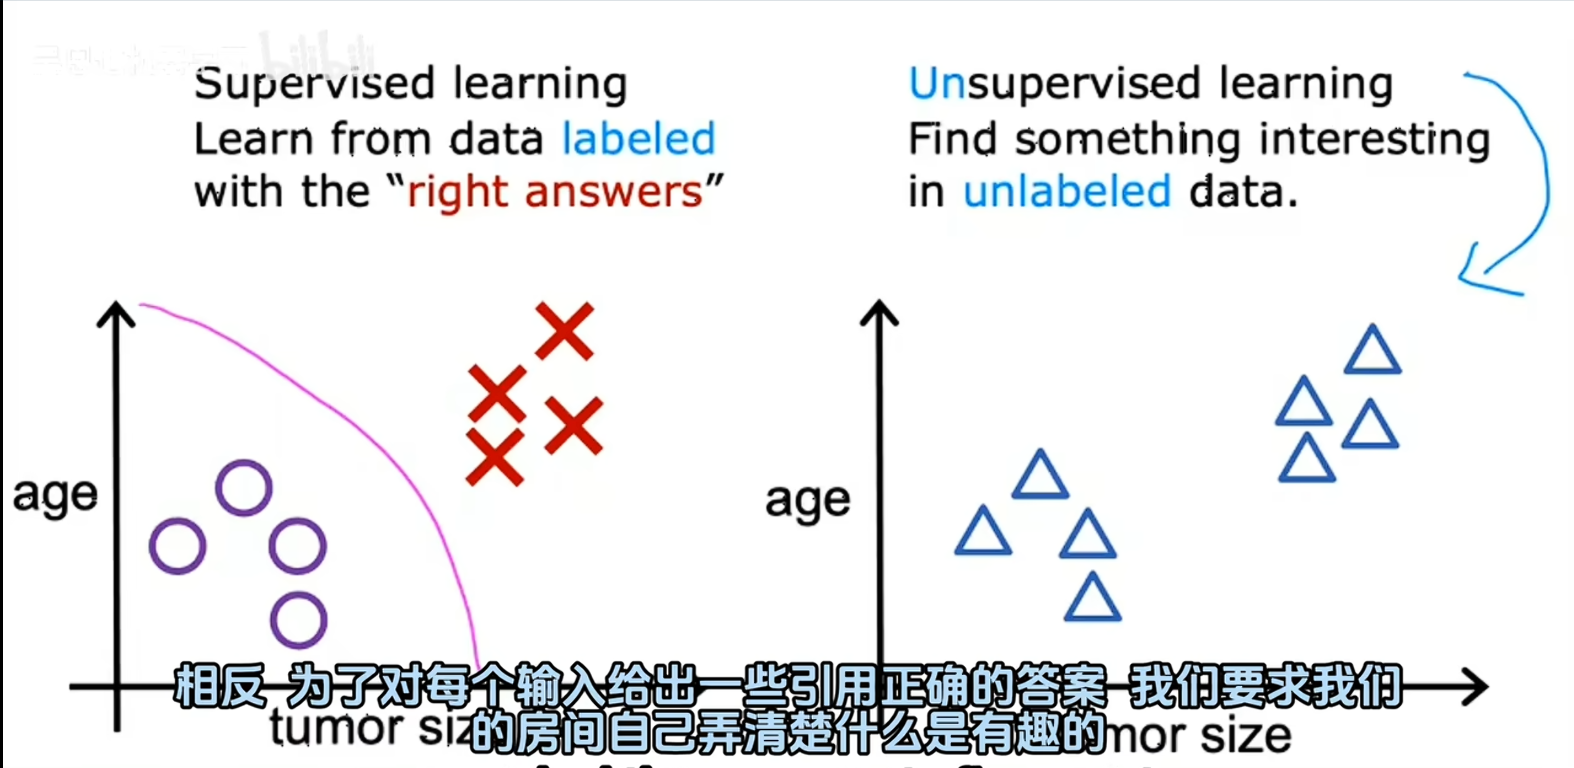 bilibili
Supervised learning
Learn from data labeled
with the “right answers”
Unsupervised learning
Find something interesting
in unlabeled data.
age
age
tumor
size
相反 为了对每个输入给出一些引用正确的答案 我们要求我们
的房间自己弄清楚什么是有趣的